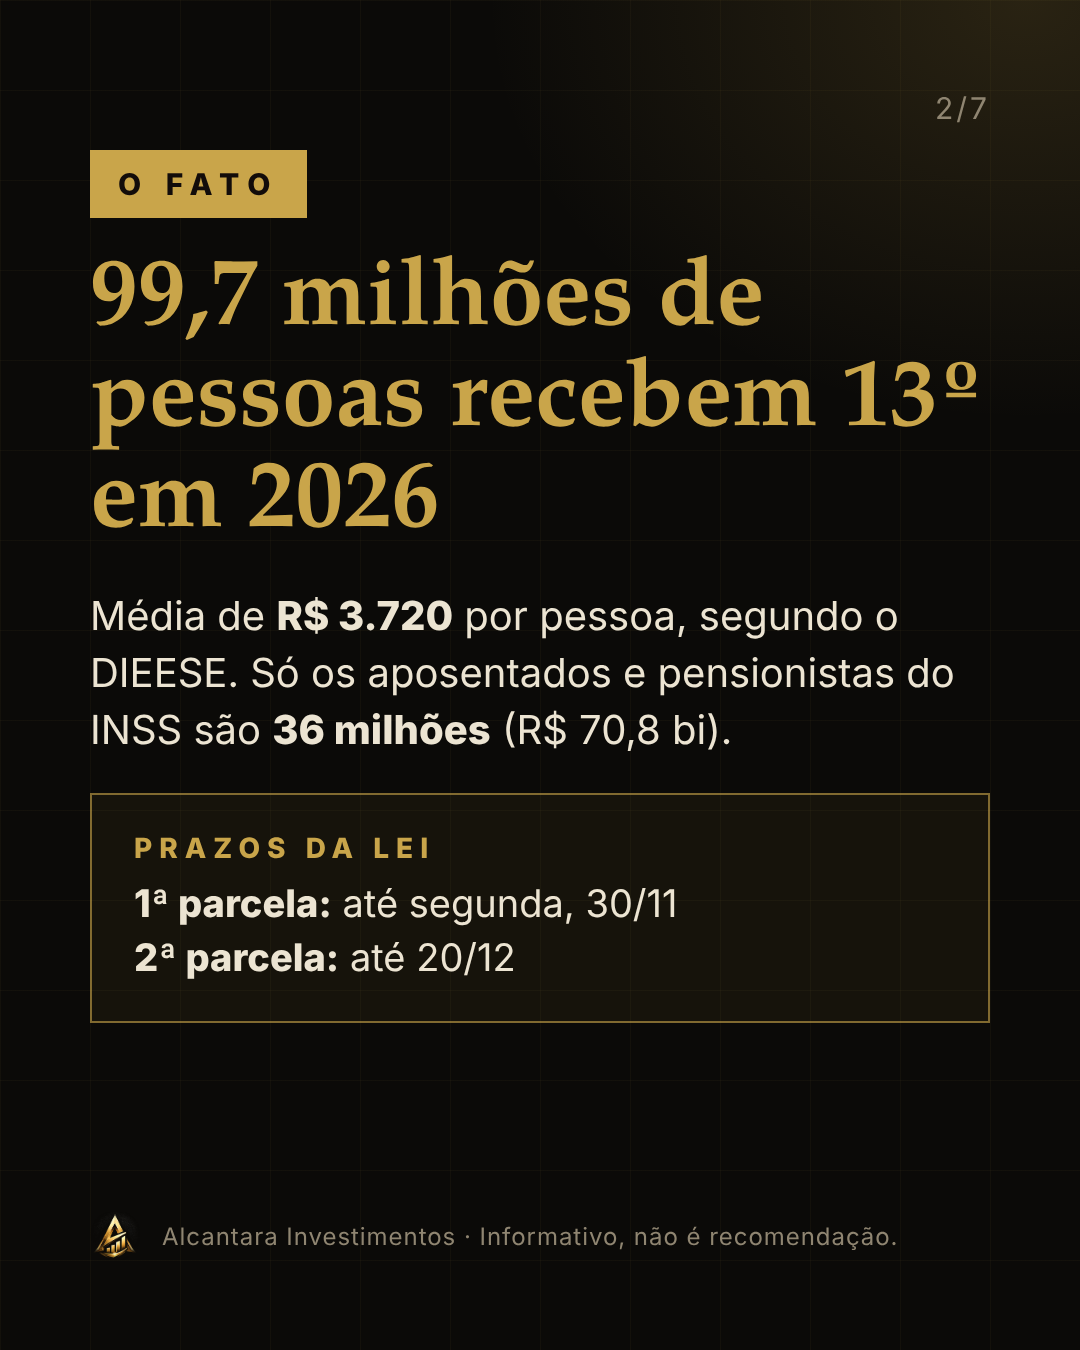 2/7
O FATO
99,7 milhões de
pessoas recebem 13º
em 2026
Média de R$ 3.720 por pessoa, segundo o
DIEESE. Só os aposentados e pensionistas do
INSS são 36 milhões (R$ 70,8 bi).
PRAZOS DA LEI
1ª parcela: até segunda, 30/11
2ª parcela: até 20/12
Alcantara Investimentos · Informativo, não é recomendação.